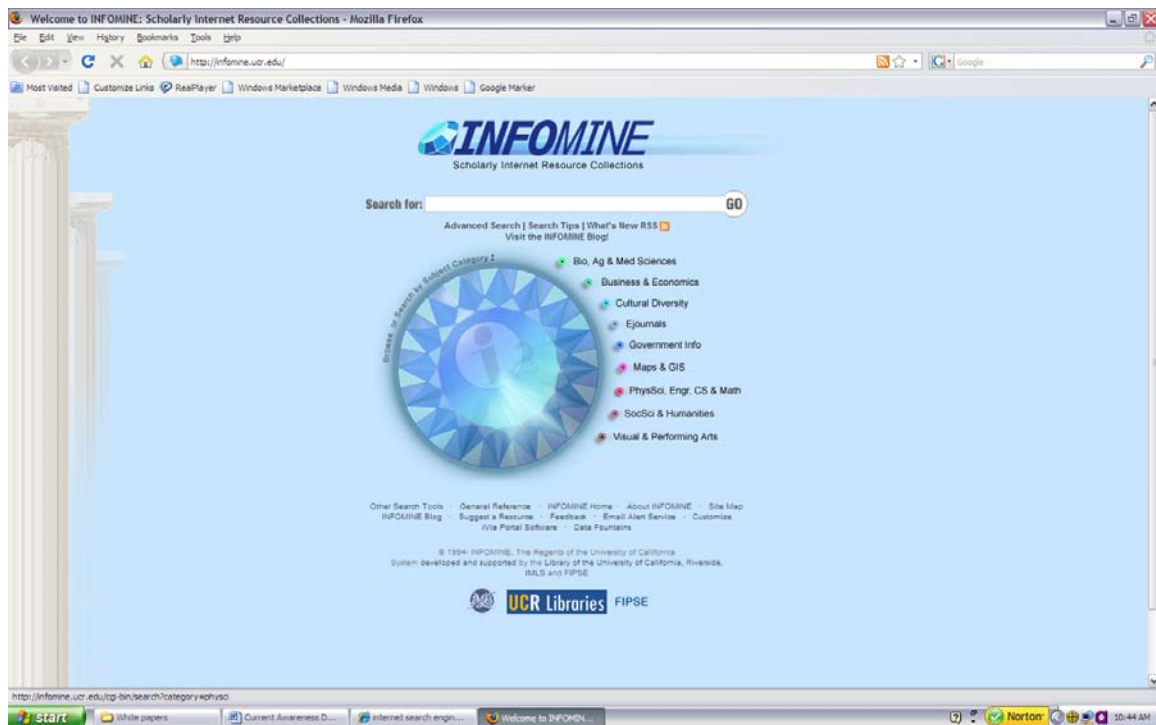 Welcome to INFOMINE: Scholarly Internet Resource Collections - Mozilla Firefox
File Edit View History Bookmarks Tools Help
http://infomine.ucr.edu/
Google
Most Visited Customize Links RealPlayer Windows Marketplace Windows Media Windows Google Marker
INFOMINE
Scholarly Internet Resource Collections
Search for: GO
Advanced Search | Search Tips | What's New RSS
Visit the INFOMINE Blog!
Browse or Search by Subject Category :
Bio, Ag & Med Sciences
Business & Economics
Cultural Diversity
Ejournals
Government Info
Maps & GIS
PhysSci, Engr, CS & Math
SocSci & Humanities
Visual & Performing Arts
Other Search Tools · General Reference · INFOMINE Home · About INFOMINE · Site Map
INFOMINE Blog · Suggest a Resource · Feedback · Email Alert Service · Customize
iVia Portal Software · Data Fountains
© 1994- INFOMINE, The Regents of the University of California
System developed and supported by the Library of the University of California, Riverside,
IMLS and FIPSE
UCR Libraries FIPSE
http://infomine.ucr.edu/cgi-bin/search?category=physci
start White papers Current Awareness D... internet search engin... Welcome to INFOMIN... Norton 10:44 AM